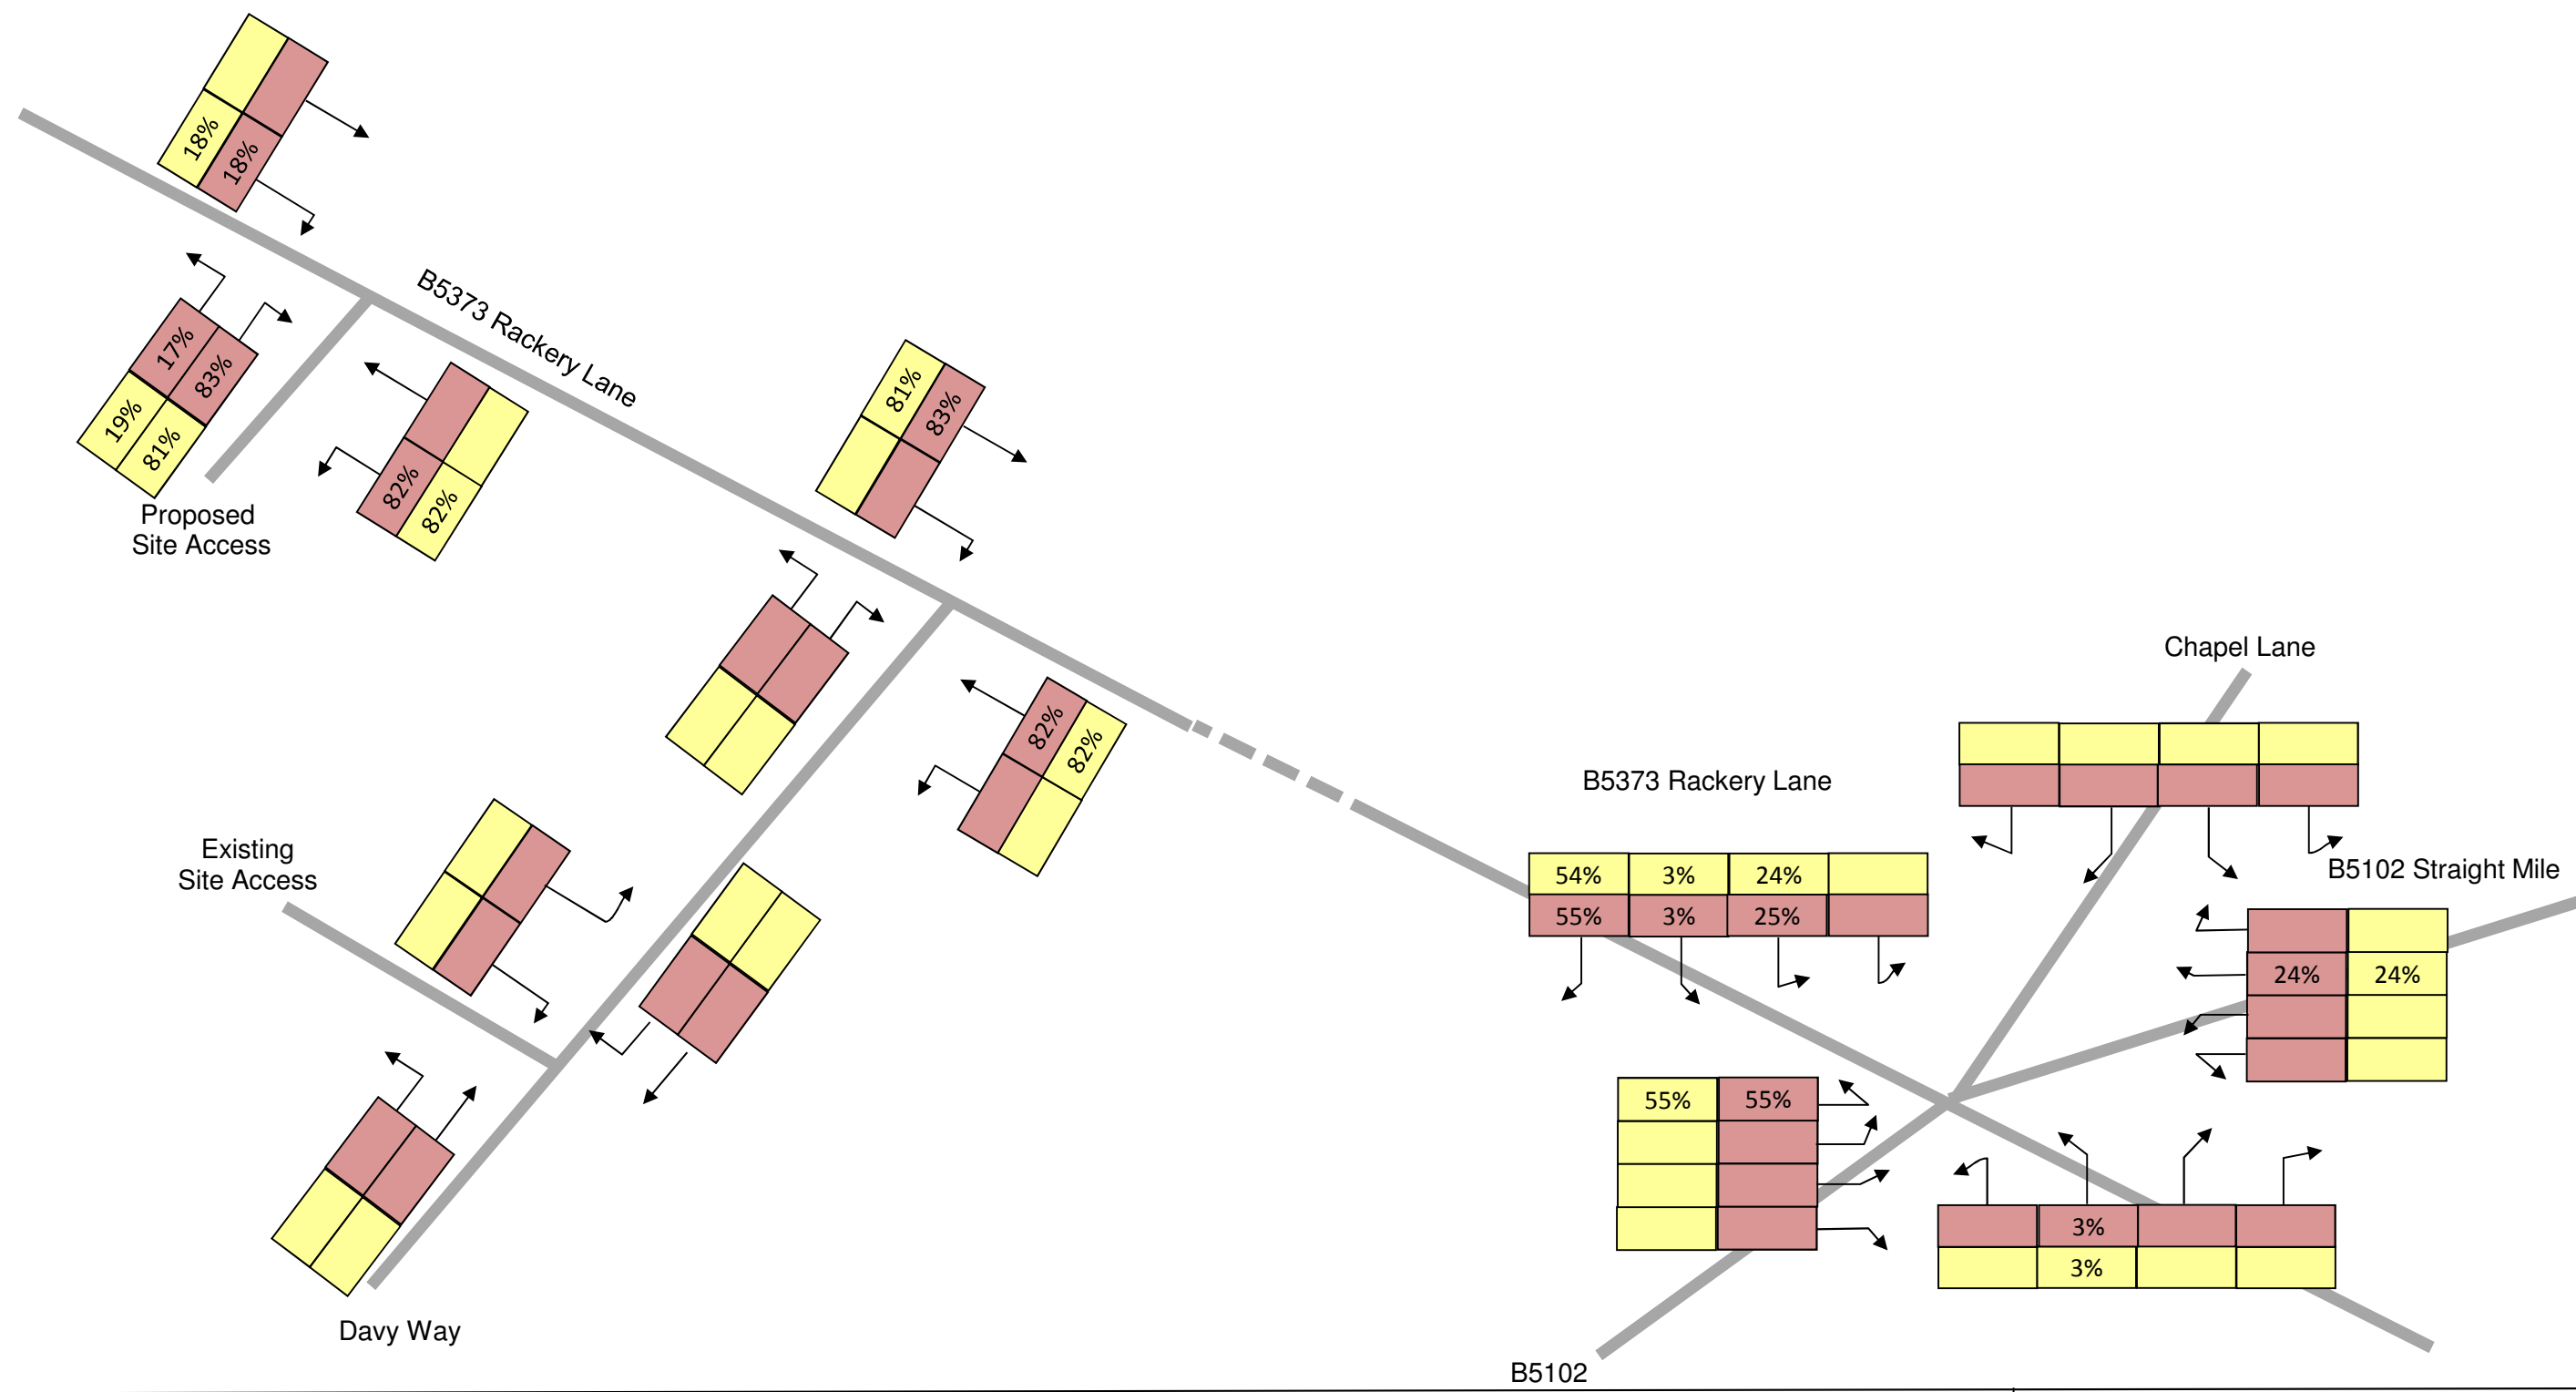 18%
18%
B5373 Rackery Lane
17%
83%
19%
81%
82%
82%
Proposed
Site Access
81%
83%
82%
82%
Chapel Lane
B5373 Rackery Lane
54% 3% 24%
55% 3% 25%
B5102 Straight Mile
24% 24%
Existing
Site Access
55% 55%
3%
3%
Davy Way
B5102